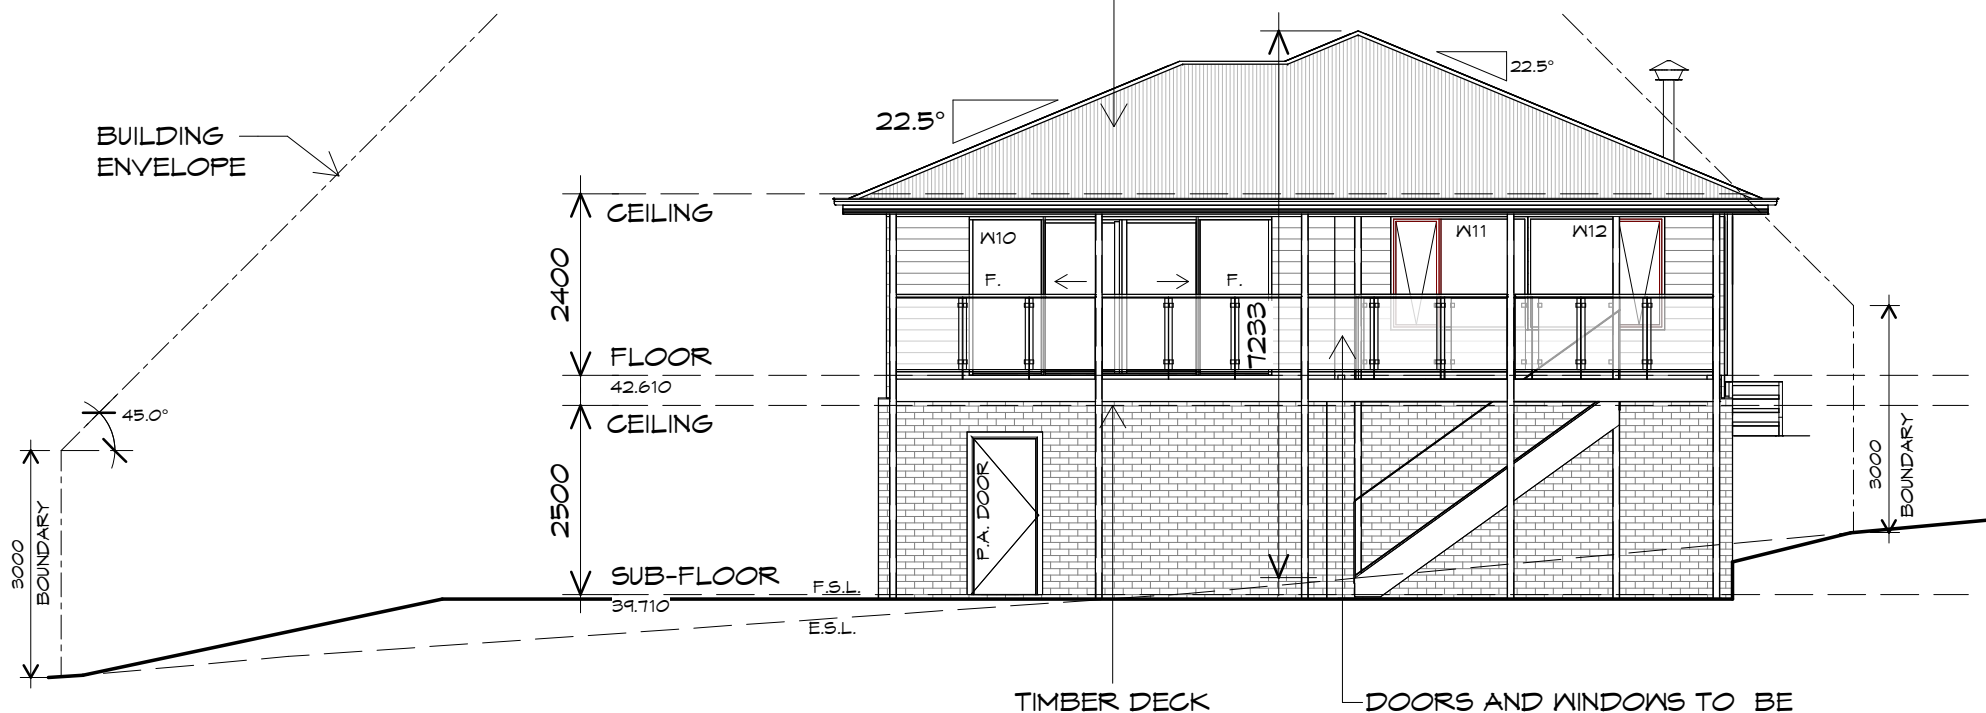 22.5°
22.5°
BUILDING
ENVELOPE
CEILING
W10
W11
W12
2400
F.
F.
7233
FLOOR
42.610
45.0°
CEILING
2500
P.A. DOOR
3000
BOUNDARY
3000
BOUNDARY
SUB-FLOOR
F.S.L.
39.710
E.S.L.
TIMBER DECK
DOORS AND WINDOWS TO BE